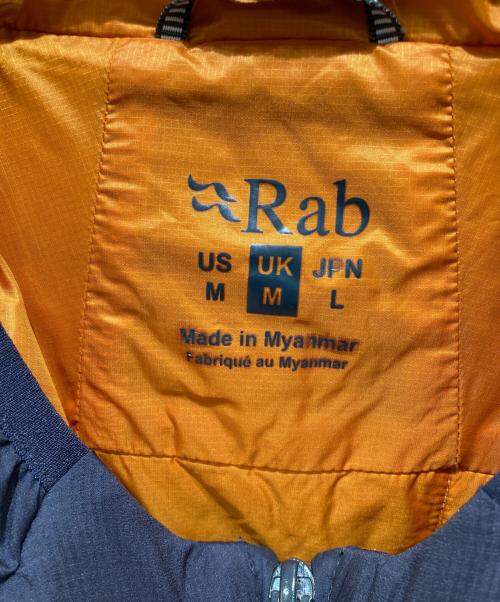 Rab
US UK JPN
M M L
Made in Myanmar
Fabriqué au Myanmar